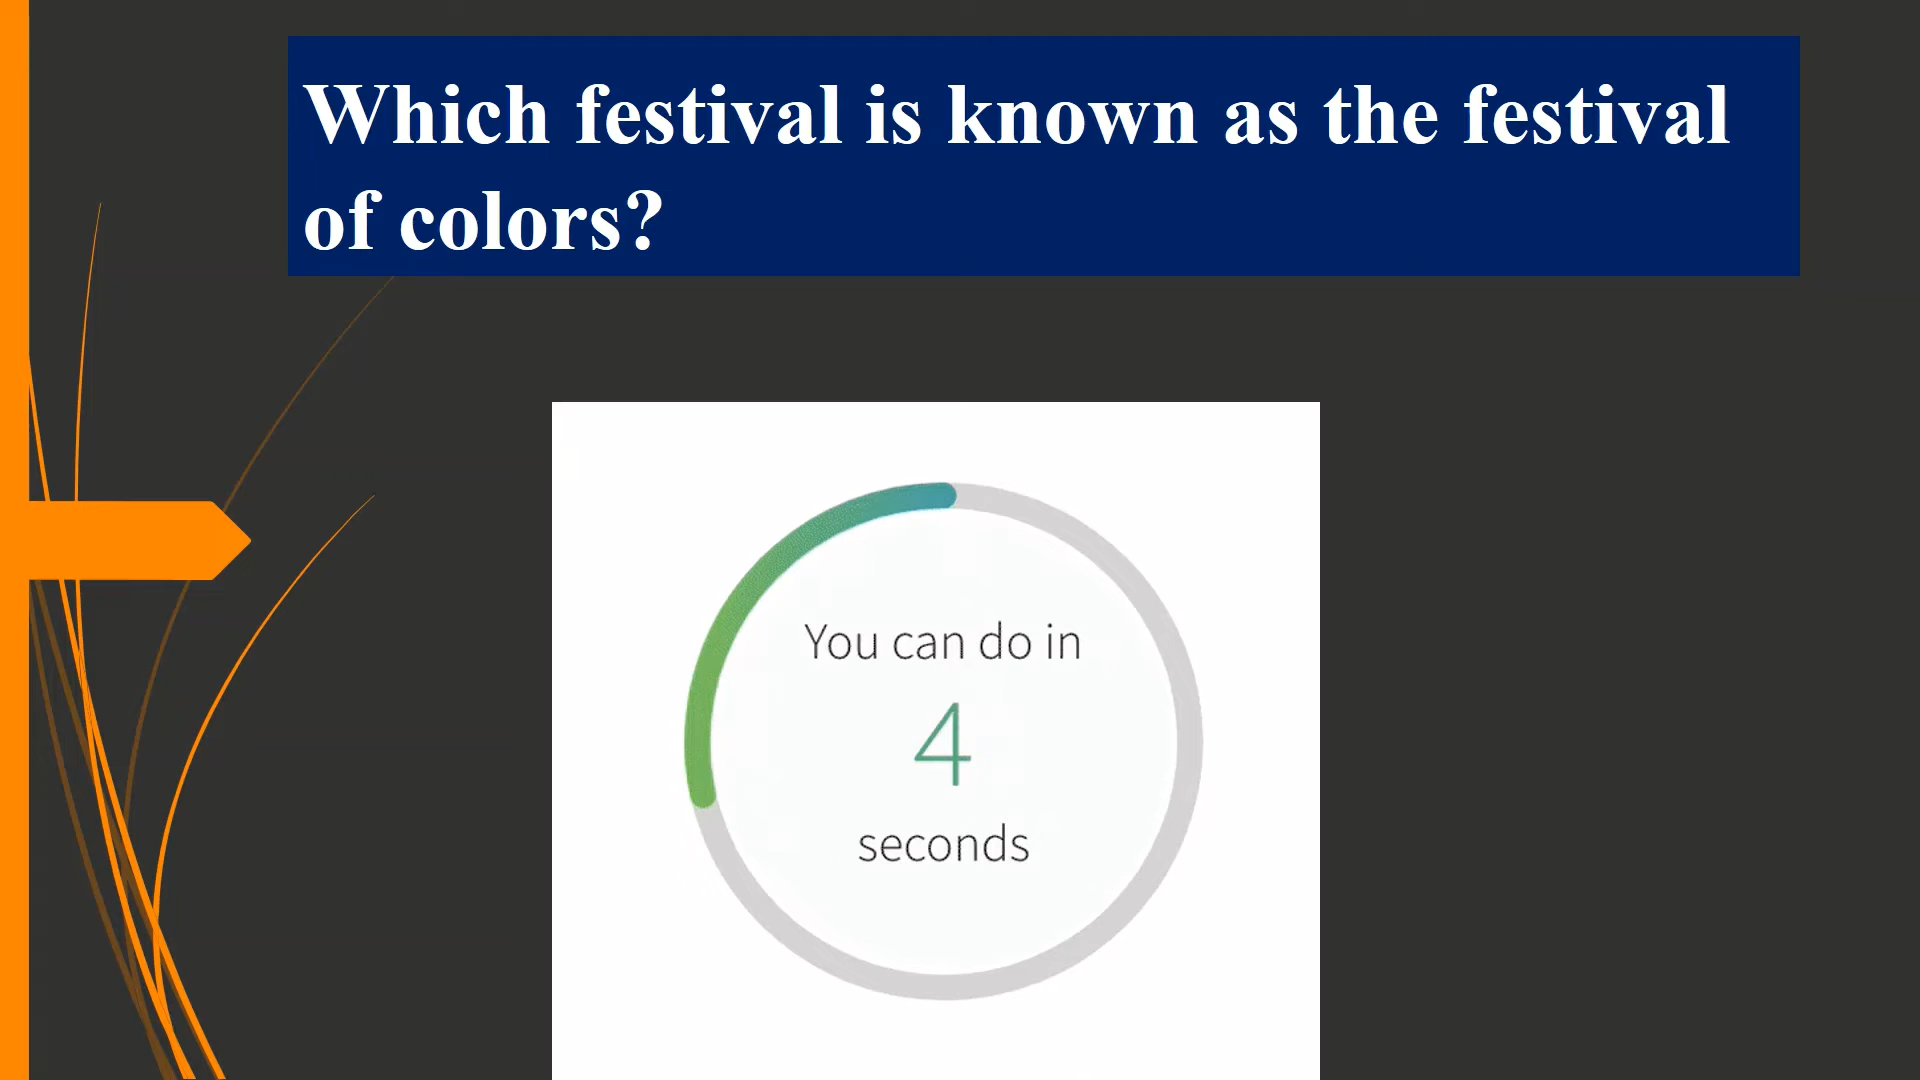 Which festival is known as the festival
of colors?
You can do in
4
seconds